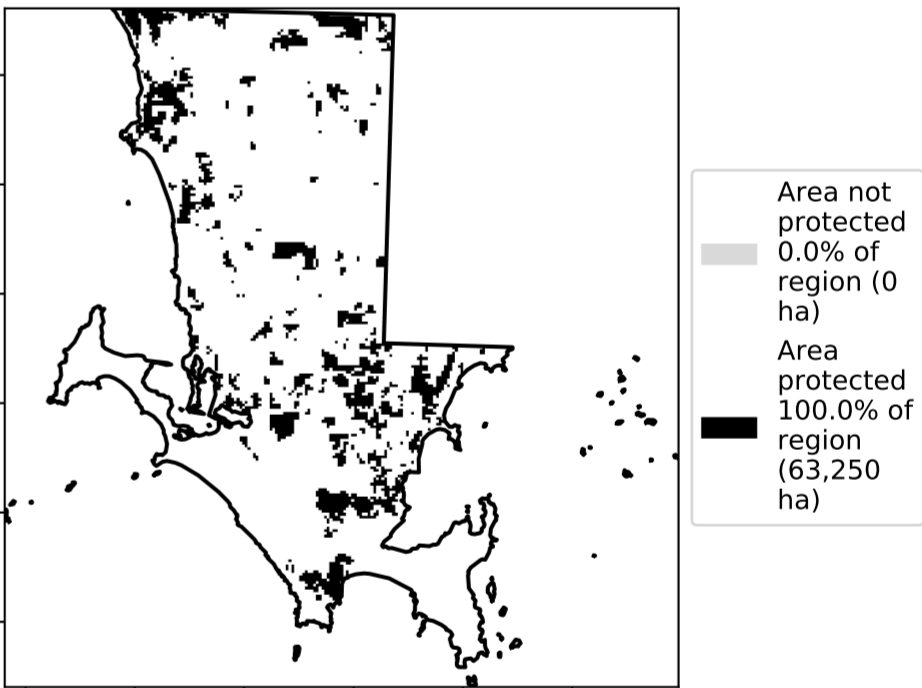 Area not
protected
0.0% of
region (0
ha)
Area
protected
100.0% of
region
(63,250
ha)